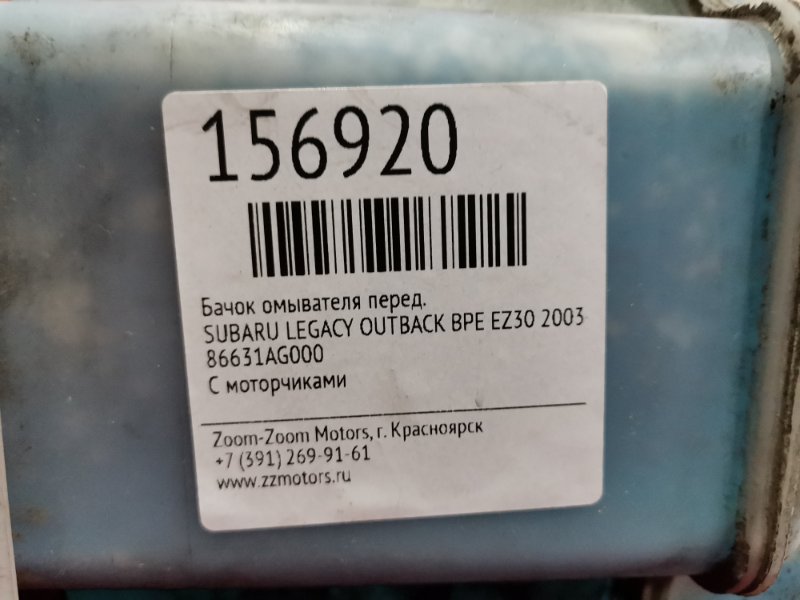 156920
Бачок омывателя перед.
SUBARU LEGACY OUTBACK BPE EZ30 2003
86631AG000
С моторчиками
Zoom-Zoom Motors, г. Красноярск
+7 (391) 269-91-61
www.zzmotors.ru